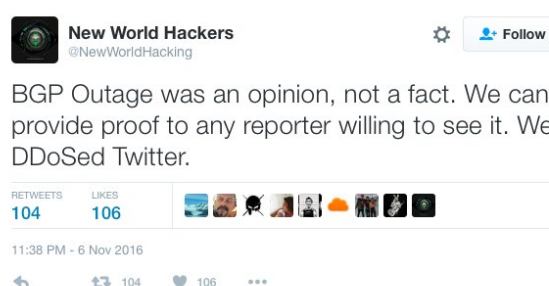 New World Hackers
@NewWorldHacking
Follow
BGP Outage was an opinion, not a fact. We can
provide proof to any reporter willing to see it. We
DDoSed Twitter.
RETWEETS LIKES
104 106
11:38 PM - 6 Nov 2016
104 106